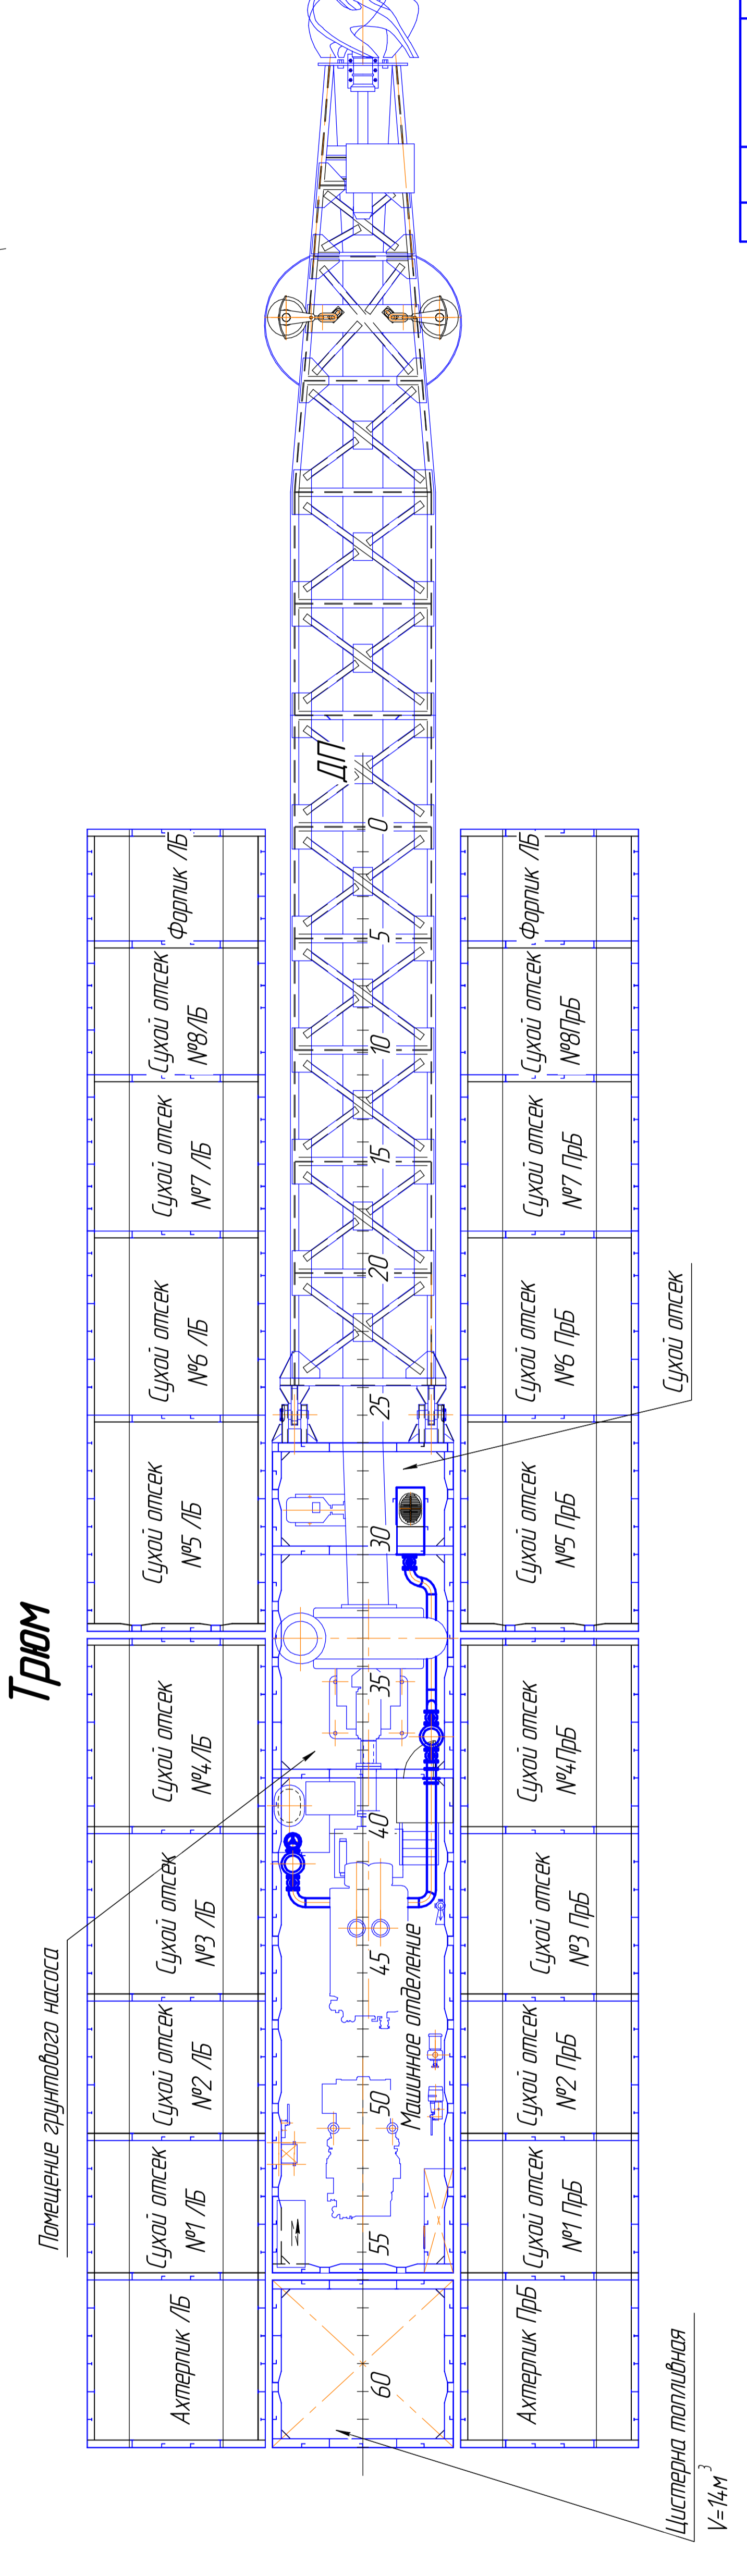 Трюм
Помещение грунтового насоса
Ахтерпик ЛБ
Сухой отсек
№1 ЛБ
Сухой отсек
№2 ЛБ
Сухой отсек
№3 ЛБ
Сухой отсек
№4/ЛБ
Сухой отсек
№5 ЛБ
Сухой отсек
№6 ЛБ
Сухой отсек
№7 ЛБ
Сухой отсек
№8/ЛБ
Форпик ЛБ
ДП
60
55
50
45
40
35
30
25
20
15
10
5
0
Машинное отделение
Ахтерпик ПрБ
Сухой отсек
№1 ПрБ
Сухой отсек
№2 ПрБ
Сухой отсек
№3 ПрБ
Сухой отсек
№4ПрБ
Сухой отсек
№5 ПрБ
Сухой отсек
№6 ПрБ
Сухой отсек
№7 ПрБ
Сухой отсек
№8ПрБ
Форпик ЛБ
Цистерна топливная
V=14м³
Сухой отсек